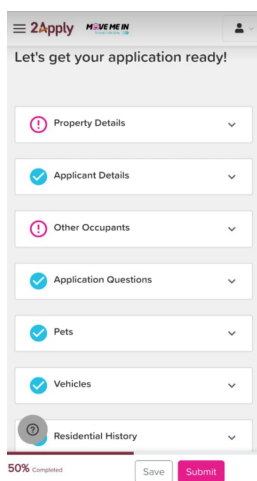 2Apply MOVE ME IN
Let's get your application ready!
Property Details
Applicant Details
Other Occupants
Application Questions
Pets
Vehicles
Residential History
50% Completed
Save
Submit